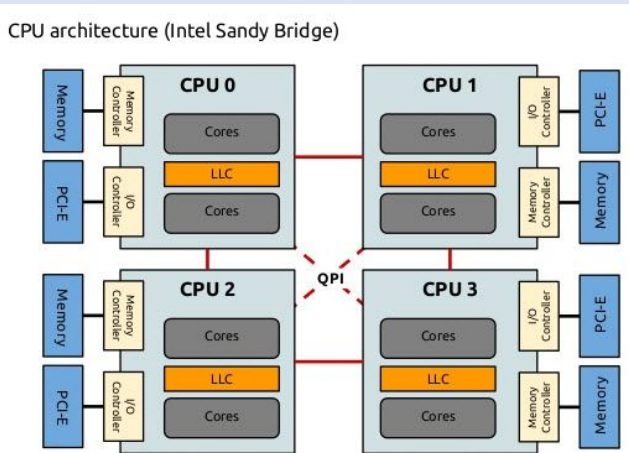 CPU architecture (Intel Sandy Bridge)
CPU 0
Memory
Memory
Controller
Cores
LLC
Cores
PCI-E
I/O
Controller
CPU 1
Cores
LLC
Cores
I/O
Controller
PCI-E
Memory
Controller
Memory
QPI
CPU 2
Memory
Memory
Controller
Cores
LLC
Cores
PCI-E
I/O
Controller
CPU 3
Cores
LLC
Cores
I/O
Controller
PCI-E
Memory
Controller
Memory